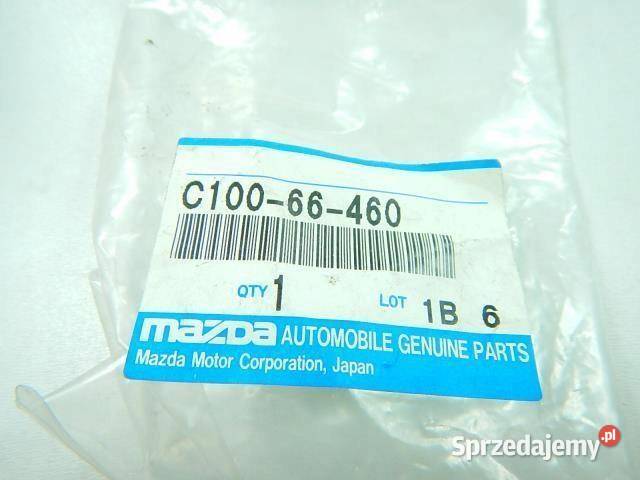 C100-66-460
QTY 1 LOT 1B 6
mazda AUTOMOBILE GENUINE PARTS
Mazda Motor Corporation, Japan
Sprzedajemy.pl